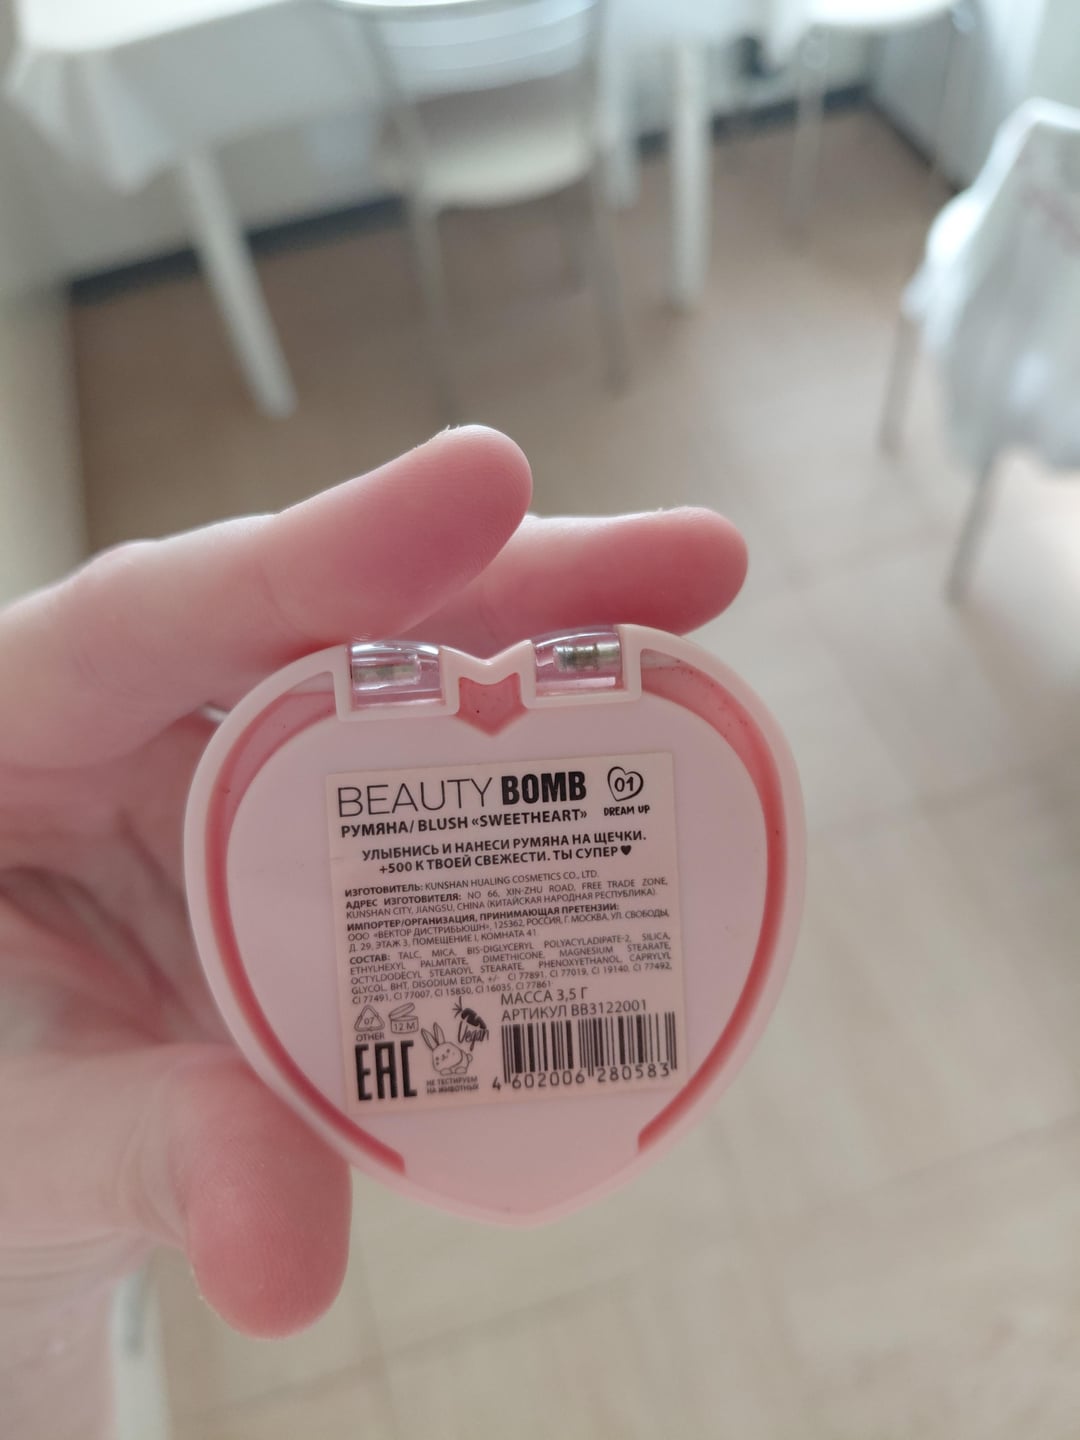 BEAUTY BOMB
01
DREAM UP
РУМЯНА/ BLUSH «SWEETHEART»
УЛЫБНИСЬ И НАНЕСИ РУМЯНА НА ЩЕЧКИ.
+500 К ТВОЕЙ СВЕЖЕСТИ. ТЫ СУПЕР♥
ИЗГОТОВИТЕЛЬ: KUNSHAN HUALING COSMETICS CO., LTD.
АДРЕС ИЗГОТОВИТЕЛЯ: NO 66, XIN-ZHU ROAD, FREE TRADE ZONE,
KUNSHAN CITY, JIANGSU, CHINA (КИТАЙСКАЯ НАРОДНАЯ РЕСПУБЛИКА).
ИМПОРТЕР/ОРГАНИЗАЦИЯ, ПРИНИМАЮЩАЯ ПРЕТЕНЗИИ:
ООО «ВЕКТОР ДИСТРИБЬЮШН», 125362, РОССИЯ, Г. МОСКВА, УЛ. СВОБОДЫ,
Д. 29, ЭТАЖ 3, ПОМЕЩЕНИЕ I, КОМНАТА 41
СОСТАВ: TALC, MICA, BIS-DIGLYCERYL POLYACYLADIPATE-2, SILICA,
ETHYLHEXYL PALMITATE, DIMETHICONE, MAGNESIUM STEARATE,
OCTYLDODECYL STEAROYL STEARATE, PHENOXYETHANOL, CAPRYLYL
GLYCOL, BHT, DISODIUM EDTA, +/- CI 77891, CI 77019, CI 19140, CI 77492,
CI 77491, CI 77007, CI 15850, CI 16035, CI 77861
МАССА 3,5 Г
АРТИКУЛ BB3122001
07
OTHER
12 M
Vegan
EAC
НЕ ТЕСТИРУЕМ
НА ЖИВОТНЫХ
4 602006 280583